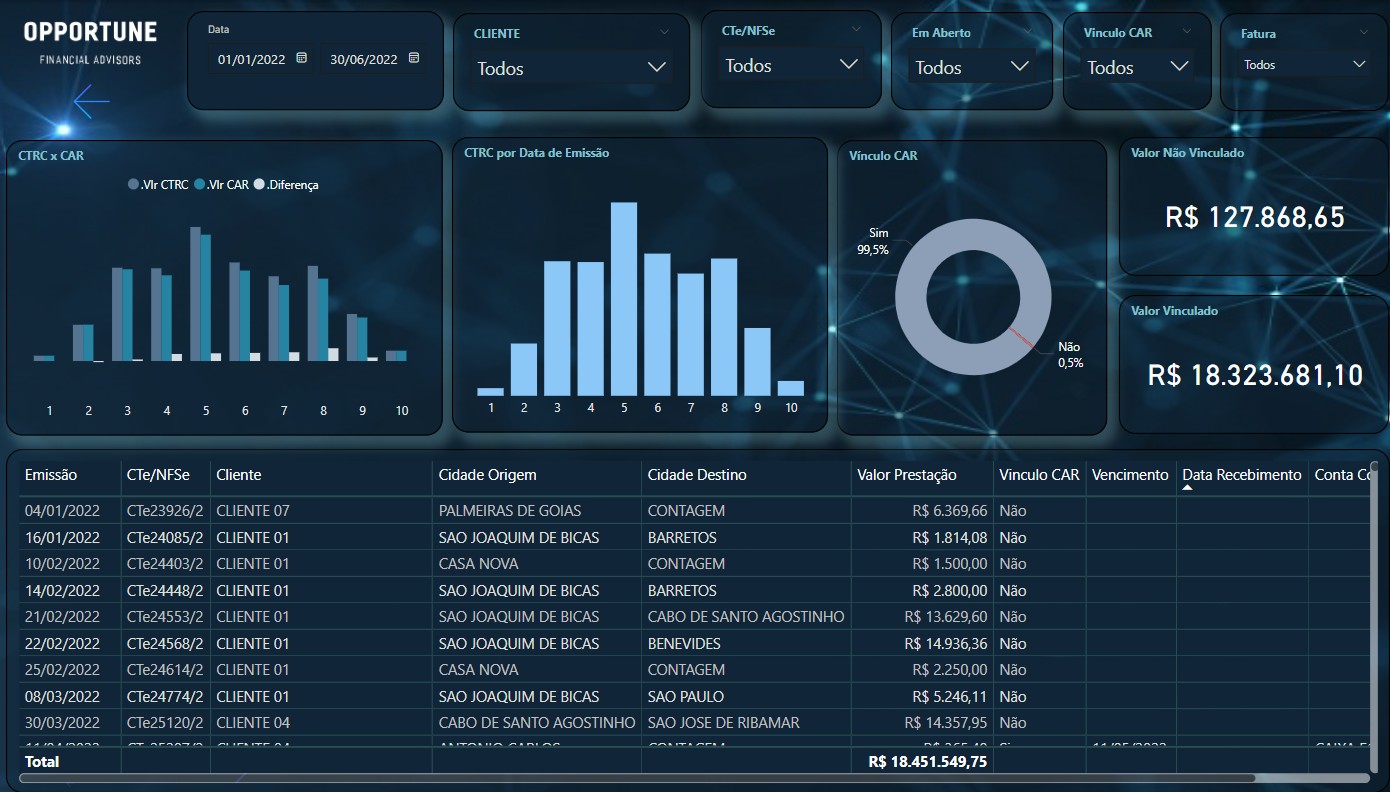 OPPORTUNE
FINANCIAL ADVISORS
Data
01/01/2022 30/06/2022
CLIENTE
Todos
CTe/NFSe
Todos
Em Aberto
Todos
Vinculo CAR
Todos
Fatura
Todos
CTRC x CAR
.Vlr CTRC .Vlr CAR .Diferença
1 2 3 4 5 6 7 8 9 10
CTRC por Data de Emissão
1 2 3 4 5 6 7 8 9 10
Vínculo CAR
Sim
99,5%
Não
0,5%
Valor Não Vinculado
R$ 127.868,65
Valor Vinculado
R$ 18.323.681,10
Emissão CTe/NFSe Cliente Cidade Origem Cidade Destino Valor Prestação Vinculo CAR Vencimento Data Recebimento Conta Co
04/01/2022 CTe23926/2 CLIENTE 07 PALMEIRAS DE GOIAS CONTAGEM R$ 6.369,66 Não
16/01/2022 CTe24085/2 CLIENTE 01 SAO JOAQUIM DE BICAS BARRETOS R$ 1.814,08 Não
10/02/2022 CTe24403/2 CLIENTE 01 CASA NOVA CONTAGEM R$ 1.500,00 Não
14/02/2022 CTe24448/2 CLIENTE 01 SAO JOAQUIM DE BICAS BARRETOS R$ 2.800,00 Não
21/02/2022 CTe24553/2 CLIENTE 01 SAO JOAQUIM DE BICAS CABO DE SANTO AGOSTINHO R$ 13.629,60 Não
22/02/2022 CTe24568/2 CLIENTE 01 SAO JOAQUIM DE BICAS BENEVIDES R$ 14.936,36 Não
25/02/2022 CTe24614/2 CLIENTE 01 CASA NOVA CONTAGEM R$ 2.250,00 Não
08/03/2022 CTe24774/2 CLIENTE 01 SAO JOAQUIM DE BICAS SAO PAULO R$ 5.246,11 Não
30/03/2022 CTe25120/2 CLIENTE 04 CABO DE SANTO AGOSTINHO SAO JOSE DE RIBAMAR R$ 14.357,95 Não
Total R$ 18.451.549,75